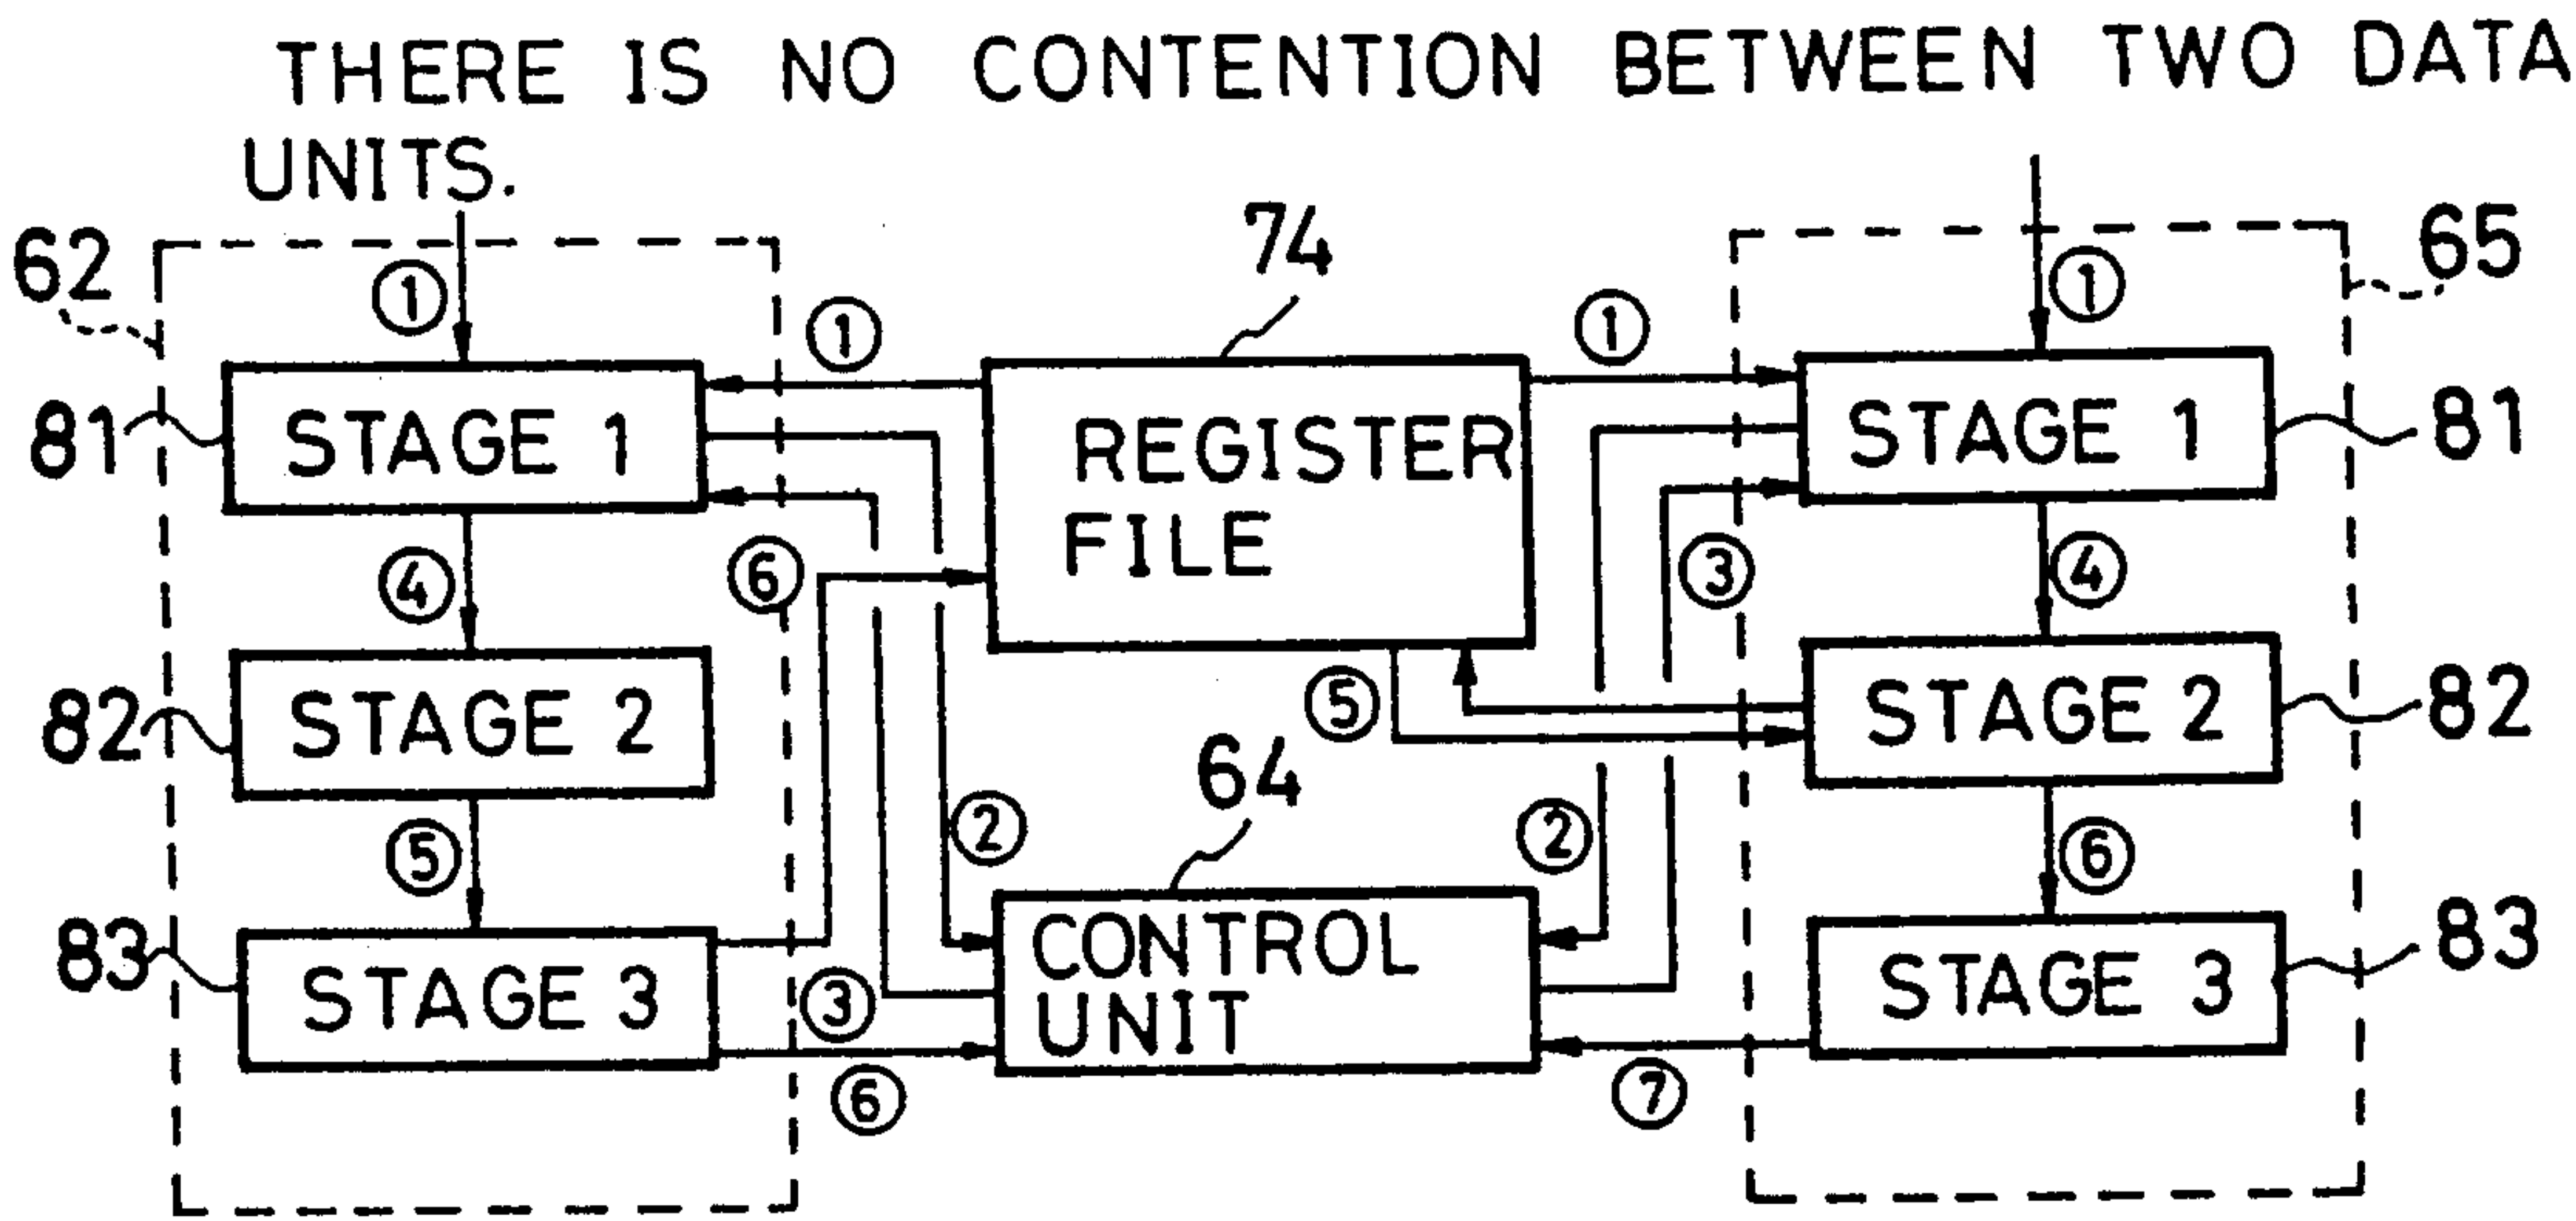 THERE IS NO CONTENTION BETWEEN TWO DATA
UNITS.
62
74
65
①
①
①
①
81
STAGE 1
REGISTER
FILE
STAGE 1
81
④
⑥
③
④
82
STAGE 2
⑤
STAGE 2
82
64
⑤
②
②
⑥
83
STAGE 3
③
CONTROL
UNIT
STAGE 3
83
⑥
⑦